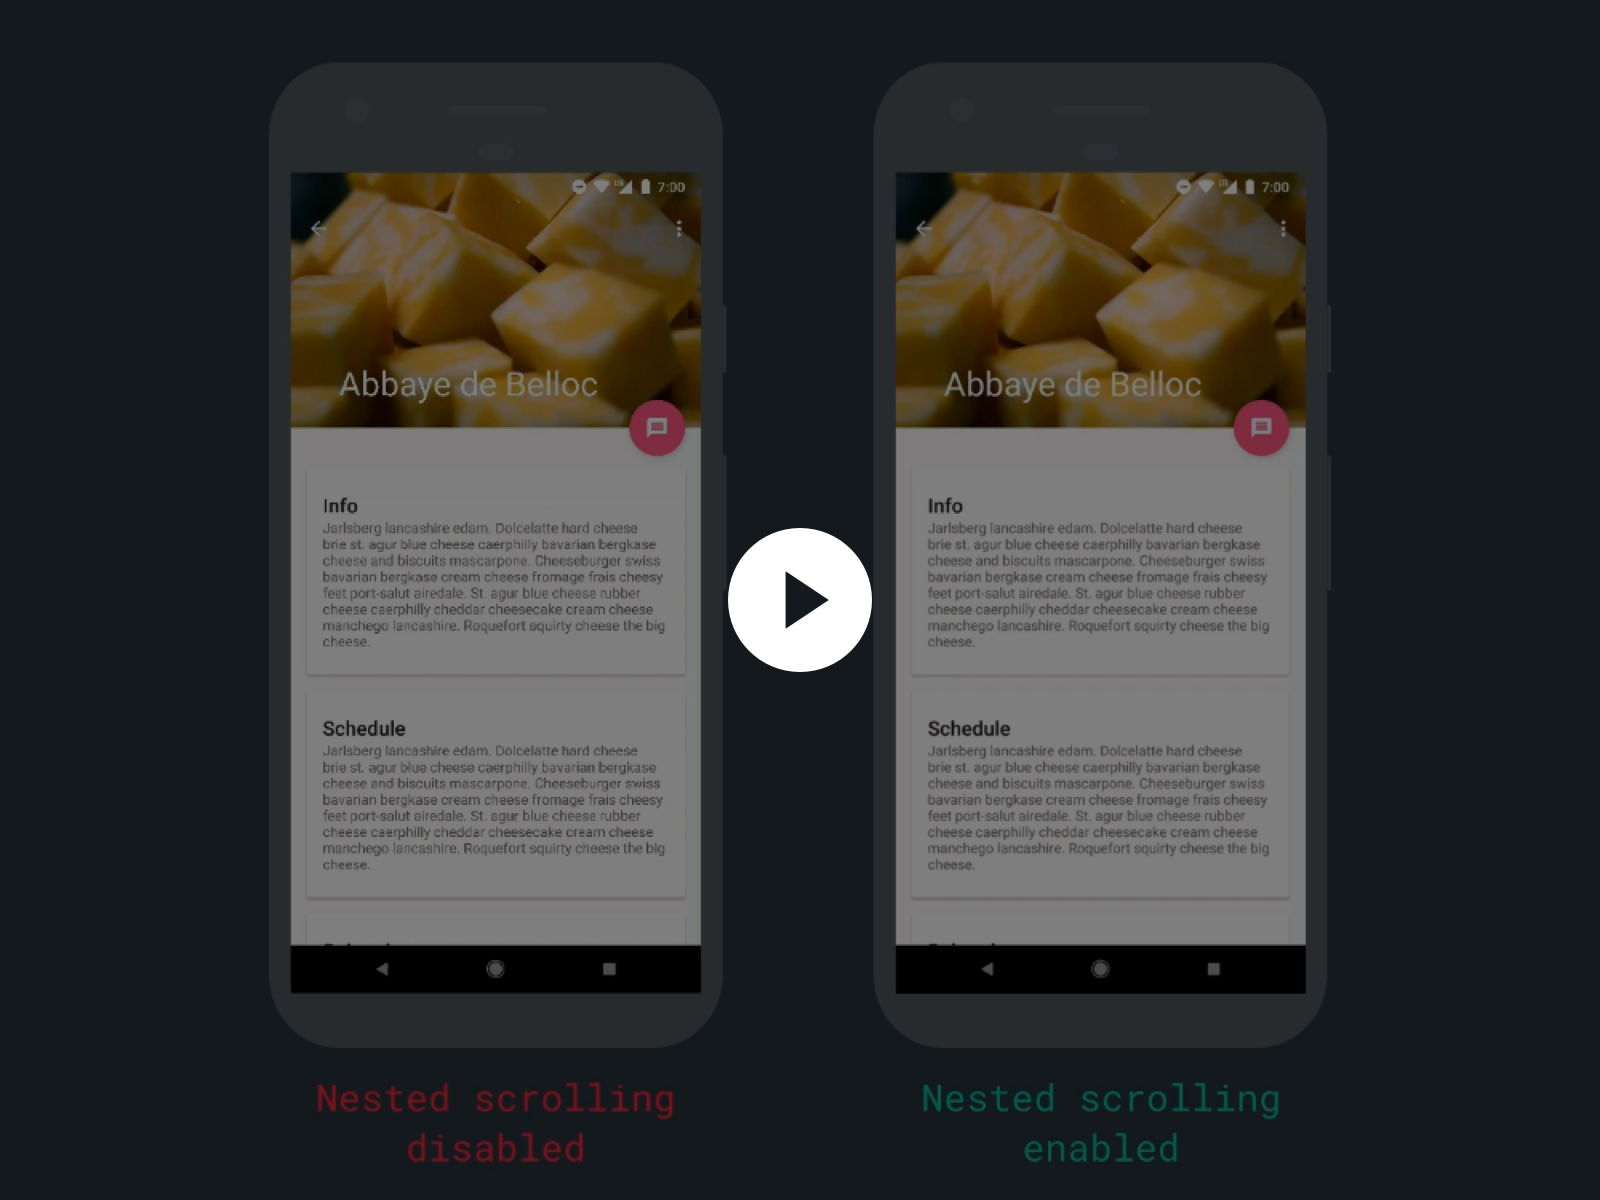 LTE 7:00
Abbaye de Belloc
Info
Jarlsberg lancashire edam. Dolcelatte hard cheese
brie st. agur blue cheese caerphilly bavarian bergkase
cheese and biscuits mascarpone. Cheeseburger swiss
bavarian bergkase cream cheese fromage frais cheesy
feet port-salut airedale. St. agur blue cheese rubber
cheese caerphilly cheddar cheesecake cream cheese
manchego lancashire. Roquefort squirty cheese the big
cheese.
Schedule
Jarlsberg lancashire edam. Dolcelatte hard cheese
brie st. agur blue cheese caerphilly bavarian bergkase
cheese and biscuits mascarpone. Cheeseburger swiss
bavarian bergkase cream cheese fromage frais cheesy
feet port-salut airedale. St. agur blue cheese rubber
cheese caerphilly cheddar cheesecake cream cheese
manchego lancashire. Roquefort squirty cheese the big
cheese.
Nested scrolling
disabled
LTE 7:00
Abbaye de Belloc
Info
Jarlsberg lancashire edam. Dolcelatte hard cheese
brie st. agur blue cheese caerphilly bavarian bergkase
cheese and biscuits mascarpone. Cheeseburger swiss
bavarian bergkase cream cheese fromage frais cheesy
feet port-salut airedale. St. agur blue cheese rubber
cheese caerphilly cheddar cheesecake cream cheese
manchego lancashire. Roquefort squirty cheese the big
cheese.
Schedule
Jarlsberg lancashire edam. Dolcelatte hard cheese
brie st. agur blue cheese caerphilly bavarian bergkase
cheese and biscuits mascarpone. Cheeseburger swiss
bavarian bergkase cream cheese fromage frais cheesy
feet port-salut airedale. St. agur blue cheese rubber
cheese caerphilly cheddar cheesecake cream cheese
manchego lancashire. Roquefort squirty cheese the big
cheese.
Nested scrolling
enabled